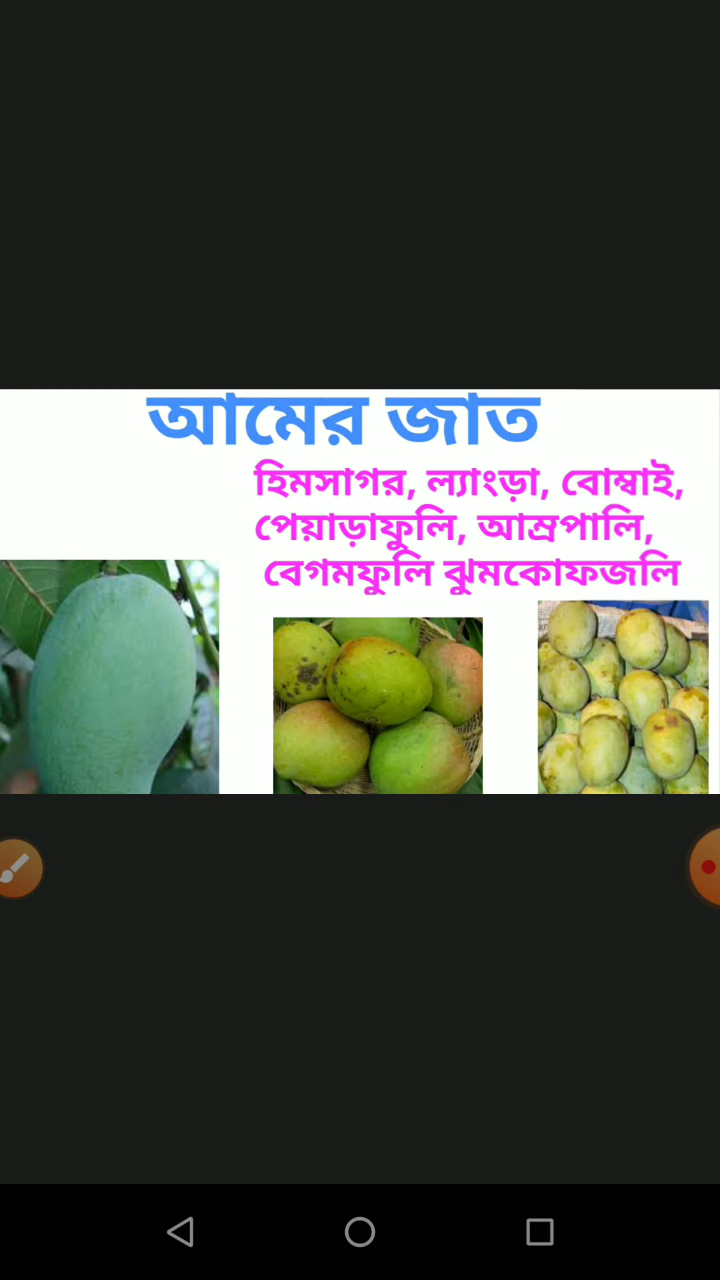 আমের জাত
হিমসাগর, ল্যাংড়া, বোম্বাই,
পেয়াড়াফুলি, আম্রপালি,
বেগমফুলি ঝুমকোফজলি